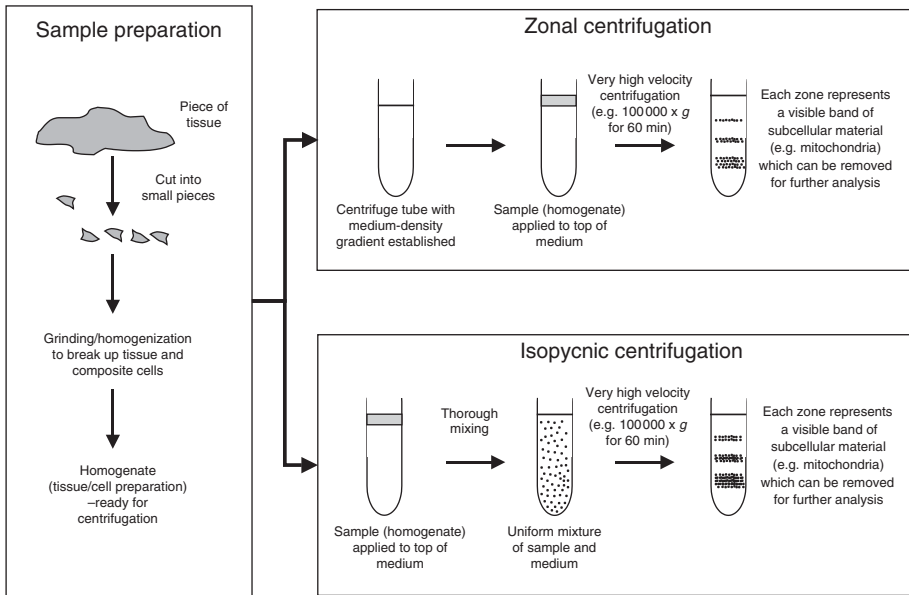 Sample preparation
Piece of
tissue
Cut into
small pieces
Grinding/homogenization
to break up tissue and
composite cells
Homogenate
(tissue/cell preparation)
–ready for
centrifugation
Zonal centrifugation
Centrifuge tube with
medium-density
gradient established
Sample (homogenate)
applied to top of
medium
Very high velocity
centrifugation
(e.g. 100 000 x g
for 60 min)
Each zone represents
a visible band of
subcellular material
(e.g. mitochondria)
which can be removed
for further analysis
Isopycnic centrifugation
Sample (homogenate)
applied to top of
medium
Thorough
mixing
Uniform mixture
of sample and
medium
Very high velocity
centrifugation
(e.g. 100 000 x g
for 60 min)
Each zone represents
a visible band of
subcellular material
(e.g. mitochondria)
which can be removed
for further analysis